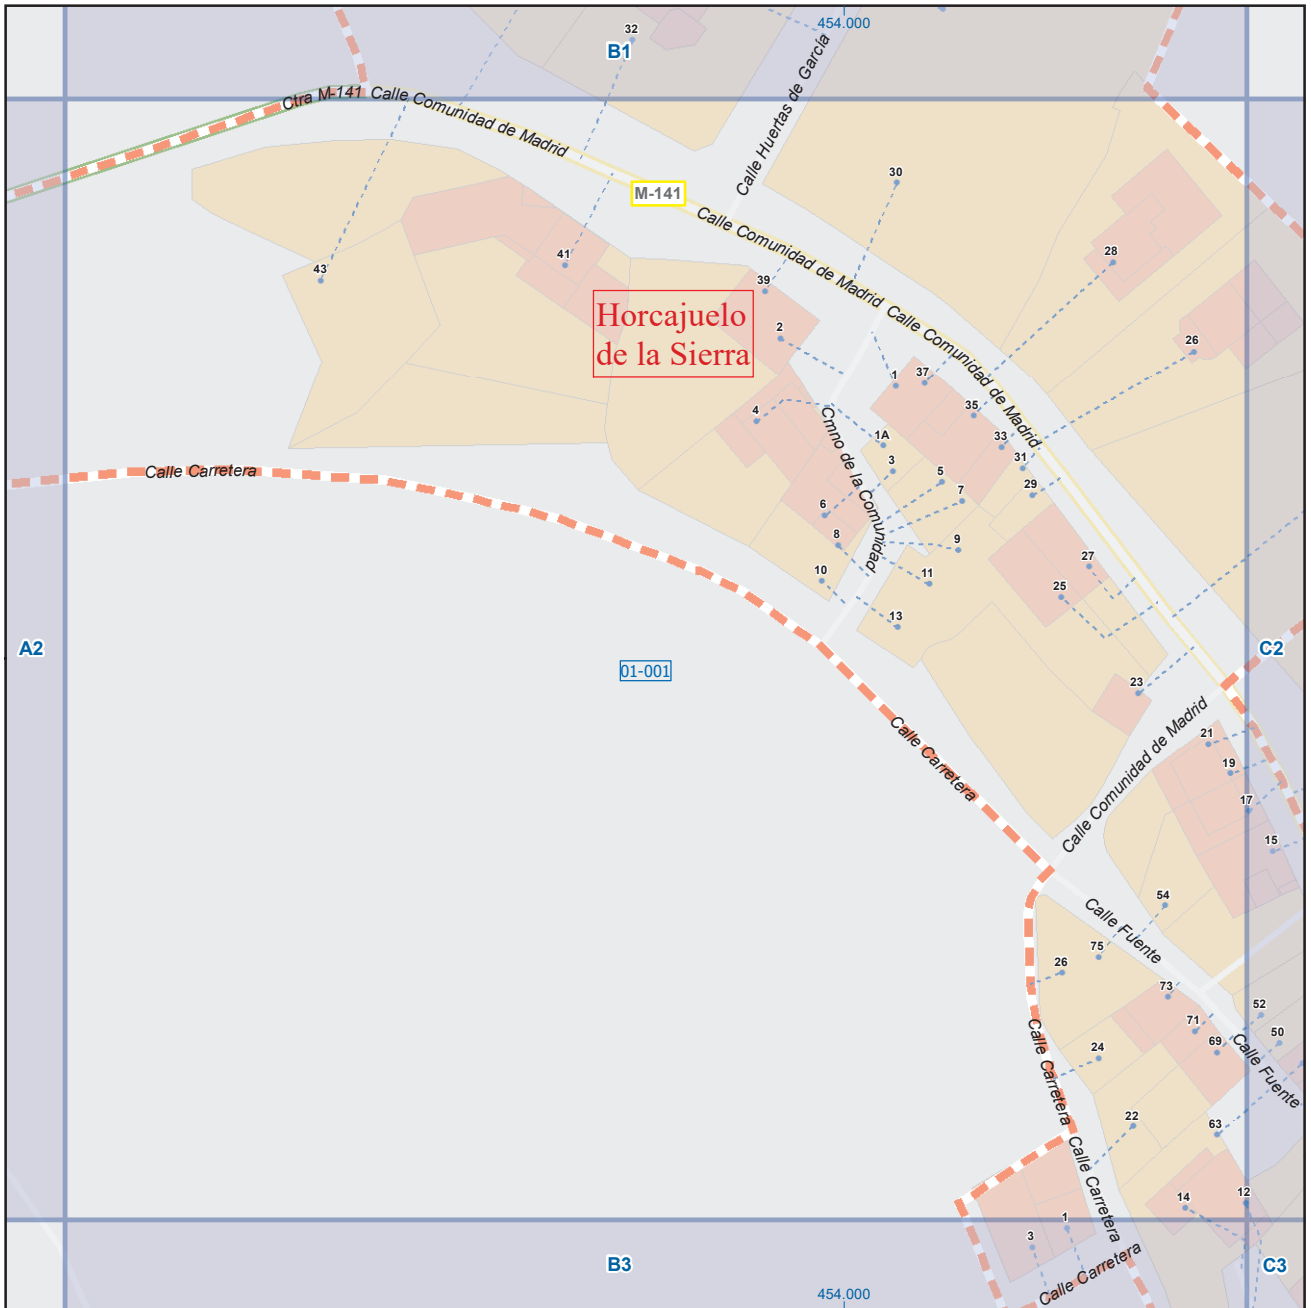 454.000
32
B1
Calle Huertas de García
Ctra M-141
Calle Comunidad de Madrid
30
M-141
Calle Comunidad de Madrid
41
43
28
39
Horcajuelo
de la Sierra
2
Calle Comunidad de Madrid
26
1
37
4
35
Cmno de la Comunidad
1A
33
3
31
Calle Carretera
5
7
29
6
8
9
27
10
11
25
13
A2
01-001
C2
23
Calle Comunidad de Madrid
21
Calle Carretera
19
17
15
54
Calle Fuente
75
26
73
52
71
50
69
Calle Fuente
24
Calle Carretera
22
63
Calle Carretera
14
12
1
3
B3
C3
Calle Carretera
454.000